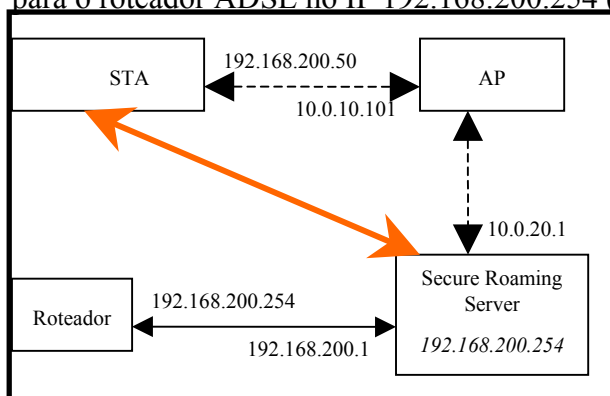 para o roteador ADSL no IP 192.168.200.254
192.168.200.50
STA
AP
10.0.10.101
10.0.20.1
Secure Roaming
Server
192.168.200.254
Roteador
192.168.200.254
192.168.200.1